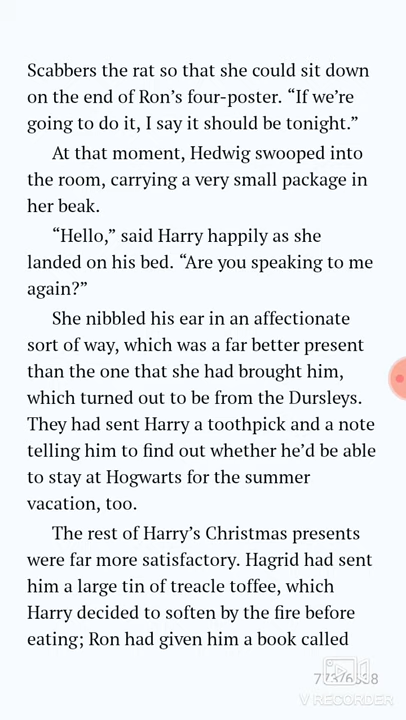 Scabbers the rat so that she could sit down
on the end of Ron’s four-poster. “If we’re
going to do it, I say it should be tonight.”
At that moment, Hedwig swooped into
the room, carrying a very small package in
her beak.
“Hello,” said Harry happily as she
landed on his bed. “Are you speaking to me
again?”
She nibbled his ear in an affectionate
sort of way, which was a far better present
than the one that she had brought him,
which turned out to be from the Dursleys.
They had sent Harry a toothpick and a note
telling him to find out whether he’d be able
to stay at Hogwarts for the summer
vacation, too.
The rest of Harry’s Christmas presents
were far more satisfactory. Hagrid had sent
him a large tin of treacle toffee, which
Harry decided to soften by the fire before
eating; Ron had given him a book called
V RECORDER